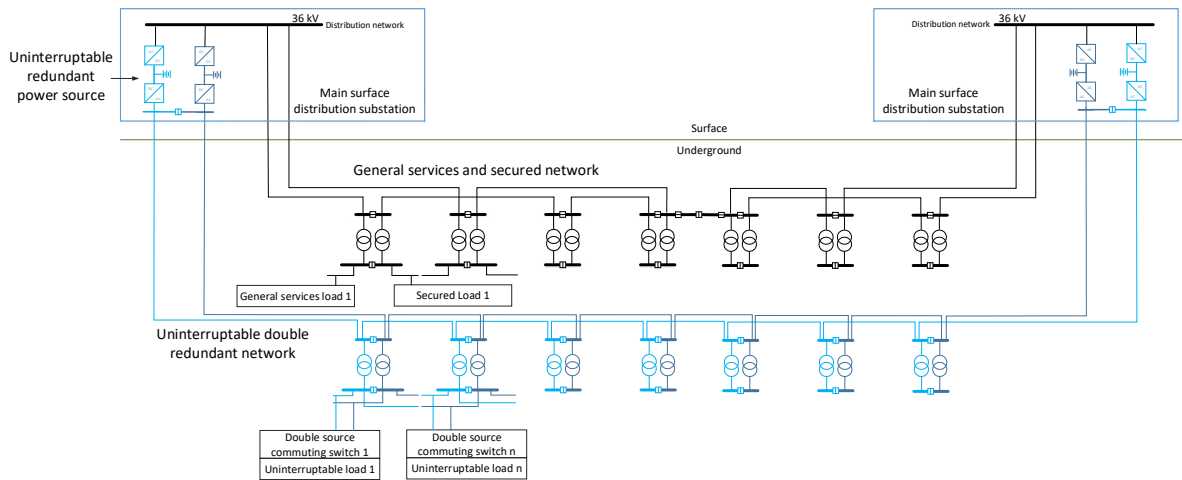 36 kV
Distribution network
Uninterruptable
redundant
power source
Main surface
distribution substation
Distribution network
36 kV
Main surface
distribution substation
Surface
Underground
General services and secured network
General services load 1
Secured Load 1
Uninterruptable double
redundant network
Double source
commuting switch 1
Uninterruptable load 1
Double source
commuting switch n
Uninterruptable load n